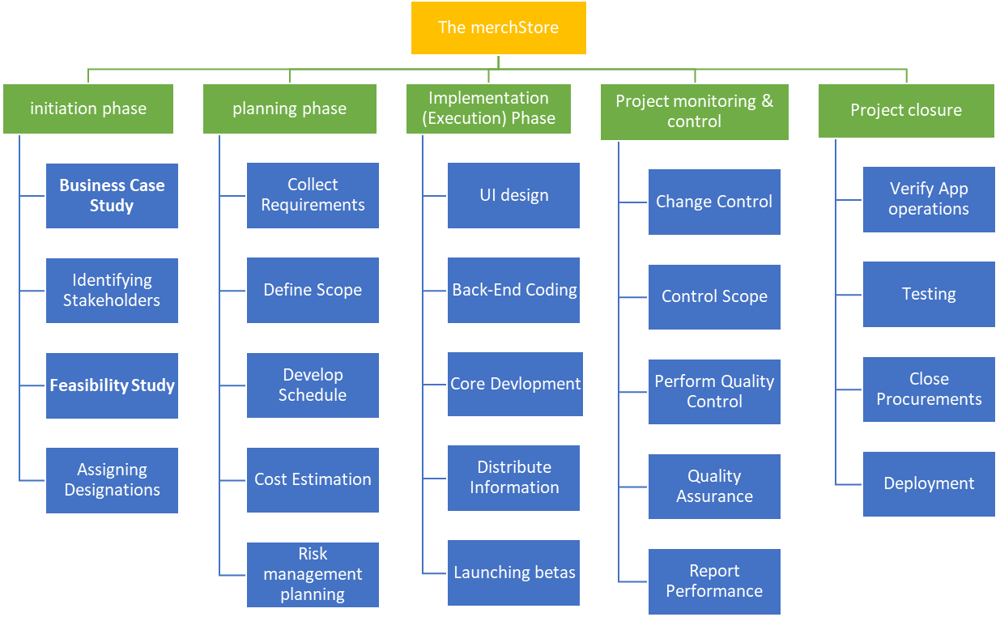 The merchStore
initiation phase
Business Case
Study
Identifying
Stakeholders
Feasibility Study
Assigning
Designations
planning phase
Collect
Requirements
Define Scope
Develop
Schedule
Cost Estimation
Risk
management
planning
Implementation
(Execution) Phase
UI design
Back-End Coding
Core Devlopment
Distribute
Information
Launching betas
Project monitoring &
control
Change Control
Control Scope
Perform Quality
Control
Quality
Assurance
Report
Performance
Project closure
Verify App
operations
Testing
Close
Procurements
Deployment